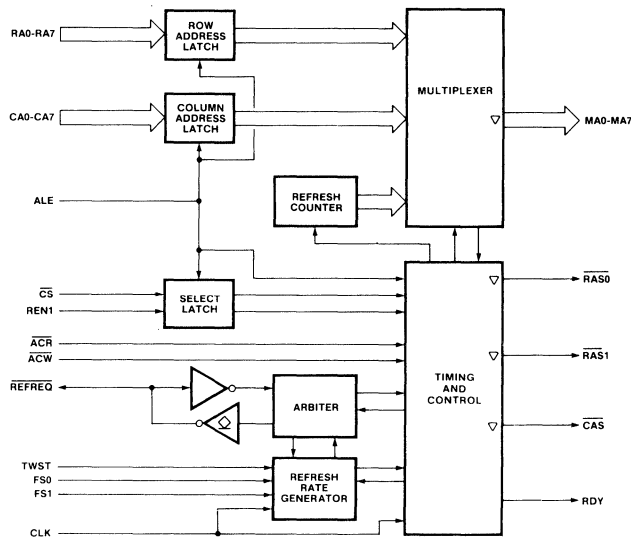 RA0-RA7
ROW
ADDRESS
LATCH
MULTIPLEXER
CA0-CA7
COLUMN
ADDRESS
LATCH
MA0-MA7
ALE
REFRESH
COUNTER
CS
REN1
SELECT
LATCH
RAS0
ACR
ACW
RAS1
REFREQ
ARBITER
TIMING
AND
CONTROL
CAS
TWST
FS0
FS1
REFRESH
RATE
GENERATOR
RDY
CLK